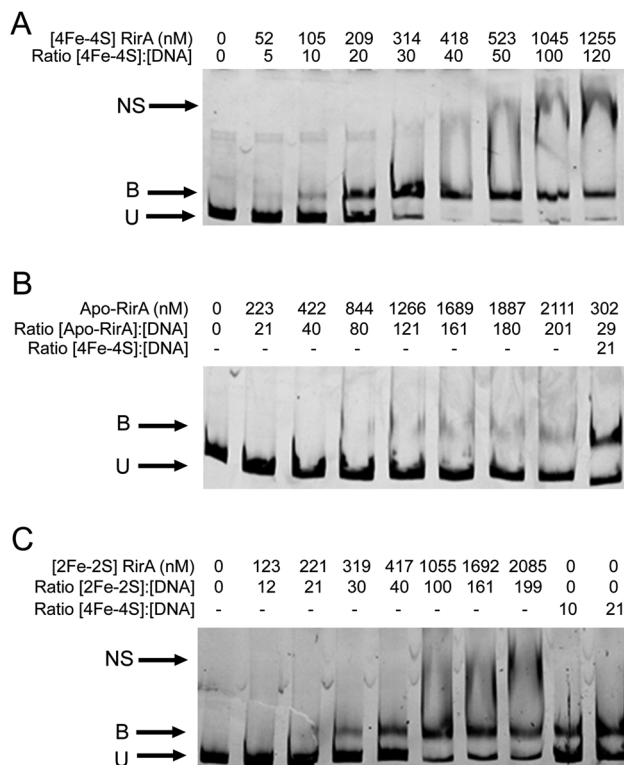 A
[4Fe-4S] RirA (nM) 0 52 105 209 314 418 523 1045 1255
Ratio [4Fe-4S]:[DNA] 0 5 10 20 30 40 50 100 120
NS
B
U
B
Apo-RirA (nM) 0 223 422 844 1266 1689 1887 2111 302
Ratio [Apo-RirA]:[DNA] 0 21 40 80 121 161 180 201 29
Ratio [4Fe-4S]:[DNA] - - - - - - - - 21
B
U
C
[2Fe-2S] RirA (nM) 0 123 221 319 417 1055 1692 2085 0 0
Ratio [2Fe-2S]:[DNA] 0 12 21 30 40 100 161 199 0 0
Ratio [4Fe-4S]:[DNA] - - - - - - - - 10 21
NS
B
U